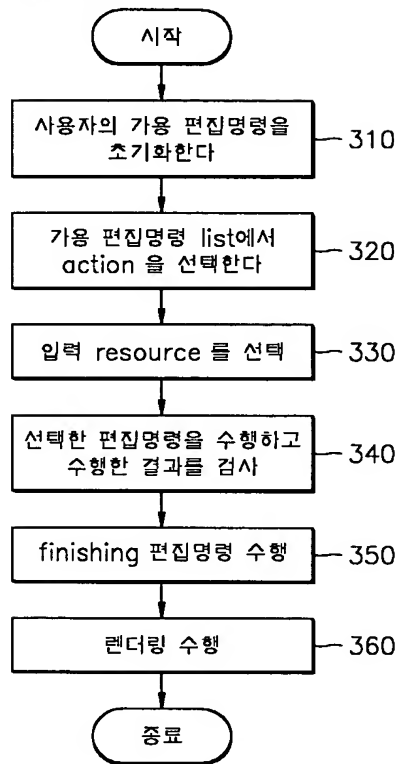 시작
사용자의 가용 편집명령을
초기화한다
310
가용 편집명령 list에서
action 을 선택한다
320
입력 resource 를 선택
330
선택한 편집명령을 수행하고
수행한 결과를 검사
340
finishing 편집명령 수행
350
렌더링 수행
360
종료